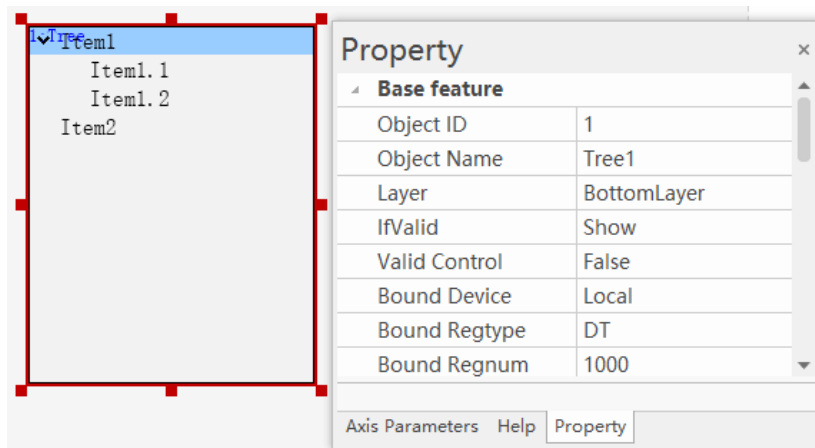 1:Tree
Item1
Item1.1
Item1.2
Item2
Property
Base feature
Object ID 1
Object Name Tree1
Layer BottomLayer
IfValid Show
Valid Control False
Bound Device Local
Bound Regtype DT
Bound Regnum 1000
Axis Parameters Help Property